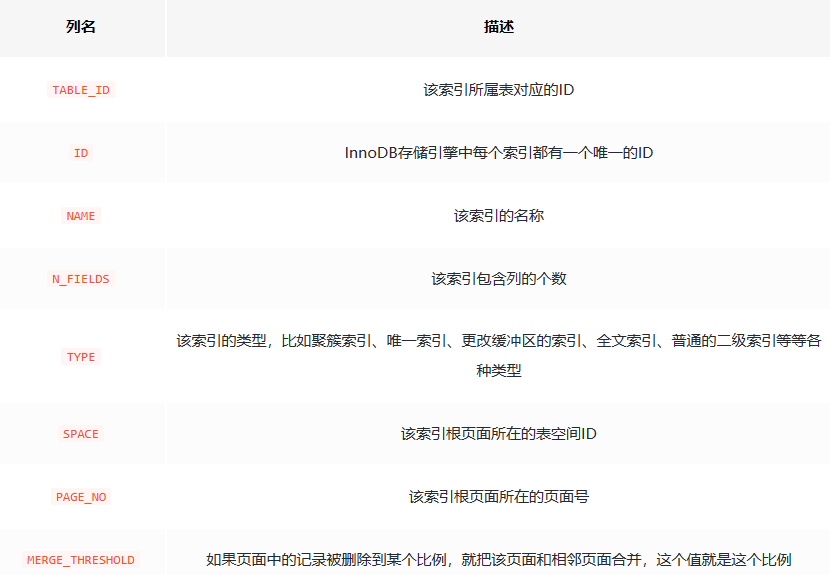 列名 描述
TABLE_ID 该索引所属表对应的ID
ID InnoDB存储引擎中每个索引都有一个唯一的ID
NAME 该索引的名称
N_FIELDS 该索引包含列的个数
TYPE 该索引的类型，比如聚簇索引、唯一索引、更改缓冲区的索引、全文索引、普通的二级索引等等各
种类型
SPACE 该索引根页面所在的表空间ID
PAGE_NO 该索引根页面所在的页面号
MERGE_THRESHOLD 如果页面中的记录被删除到某个比例，就把该页面和相邻页面合并，这个值就是这个比例